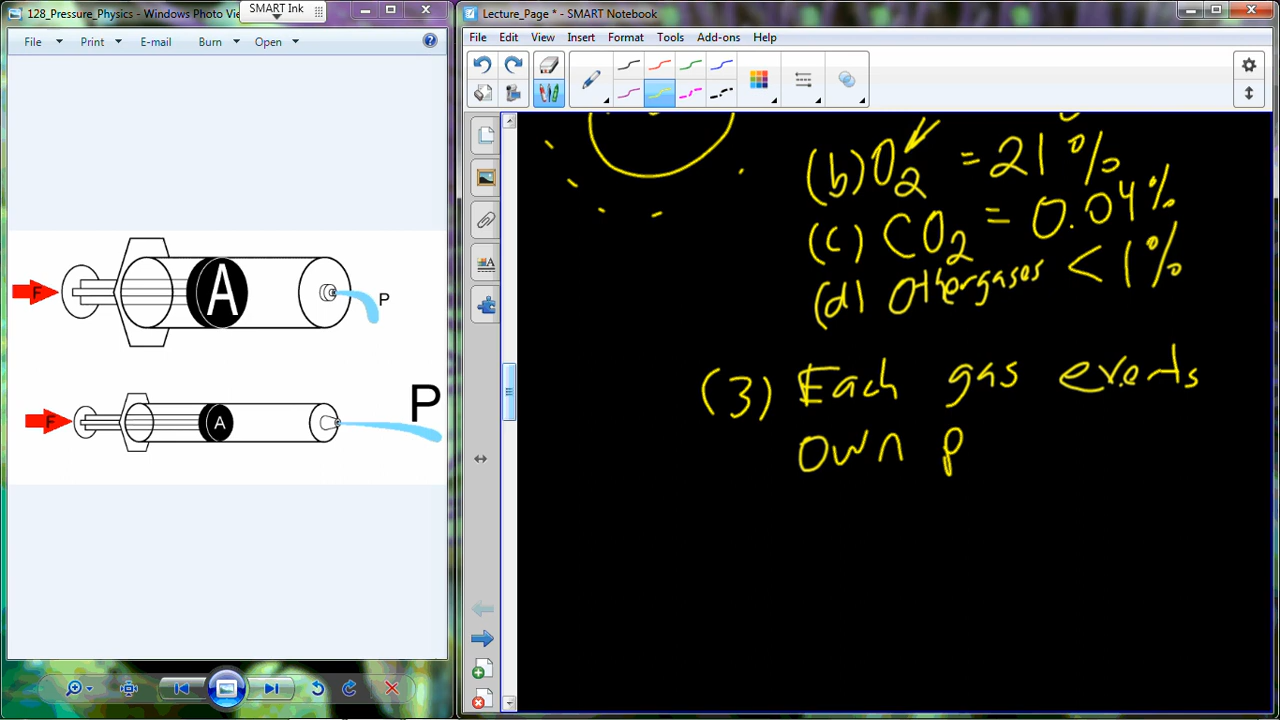 128_Pressure_Physics - Windows Photo Vie
SMART Ink
File Print E-mail Burn Open
F
A
P
F
A
P
Lecture_Page * - SMART Notebook
File Edit View Insert Format Tools Add-ons Help
(b) O2 = 21%
(c) CO2 = 0.04%
(d) Other gases < 1%
(3) Each gas exerts
own p